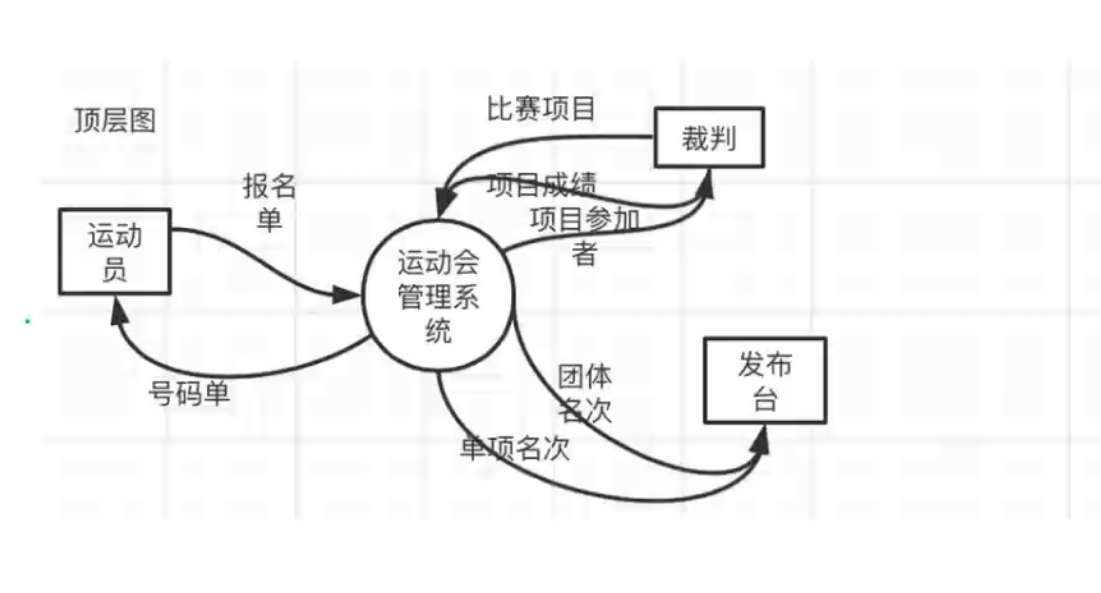 顶层图
比赛项目
裁判
报名
单
项目成绩
项目参加
者
运动
员
运动会
管理系
统
号码单
团体
名次
发布
台
单项名次